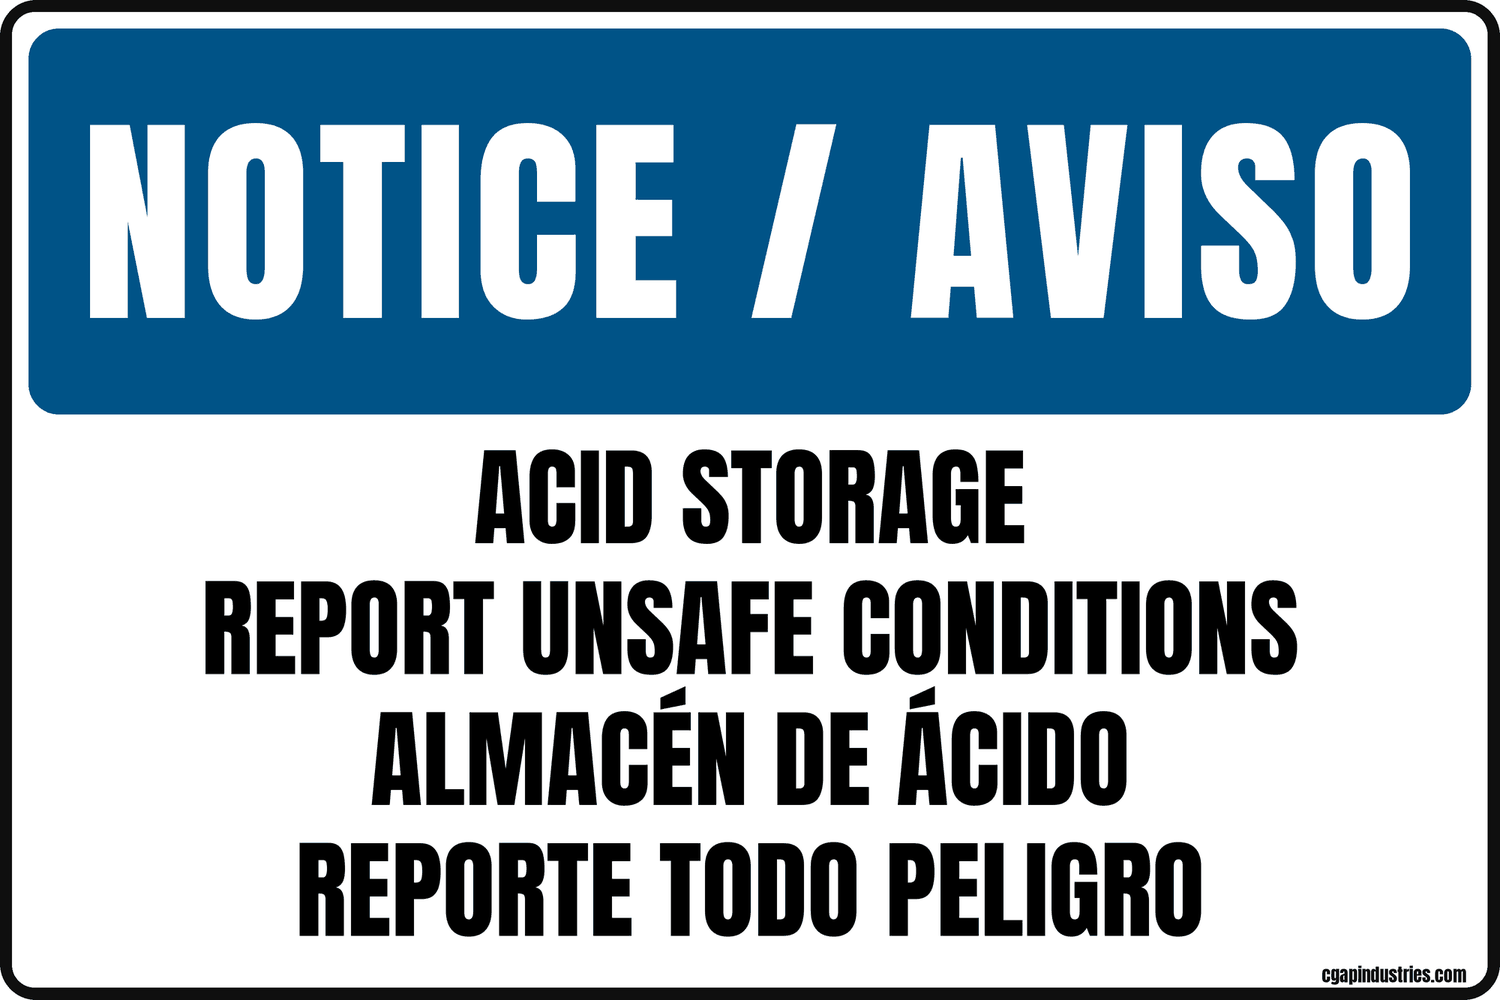 NOTICE / AVISO
ACID STORAGE
REPORT UNSAFE CONDITIONS
ALMACÉN DE ÁCIDO
REPORTE TODO PELIGRO
cgapindustries.com